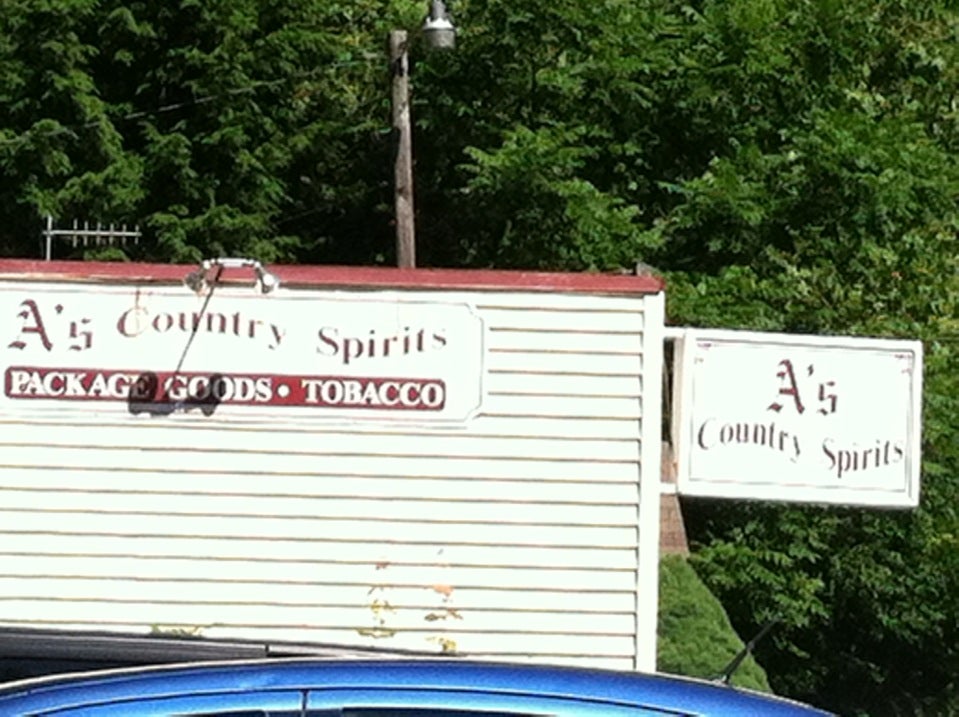 A's Country Spirits
PACKAGE GOODS • TOBACCO
A's
Country Spirits